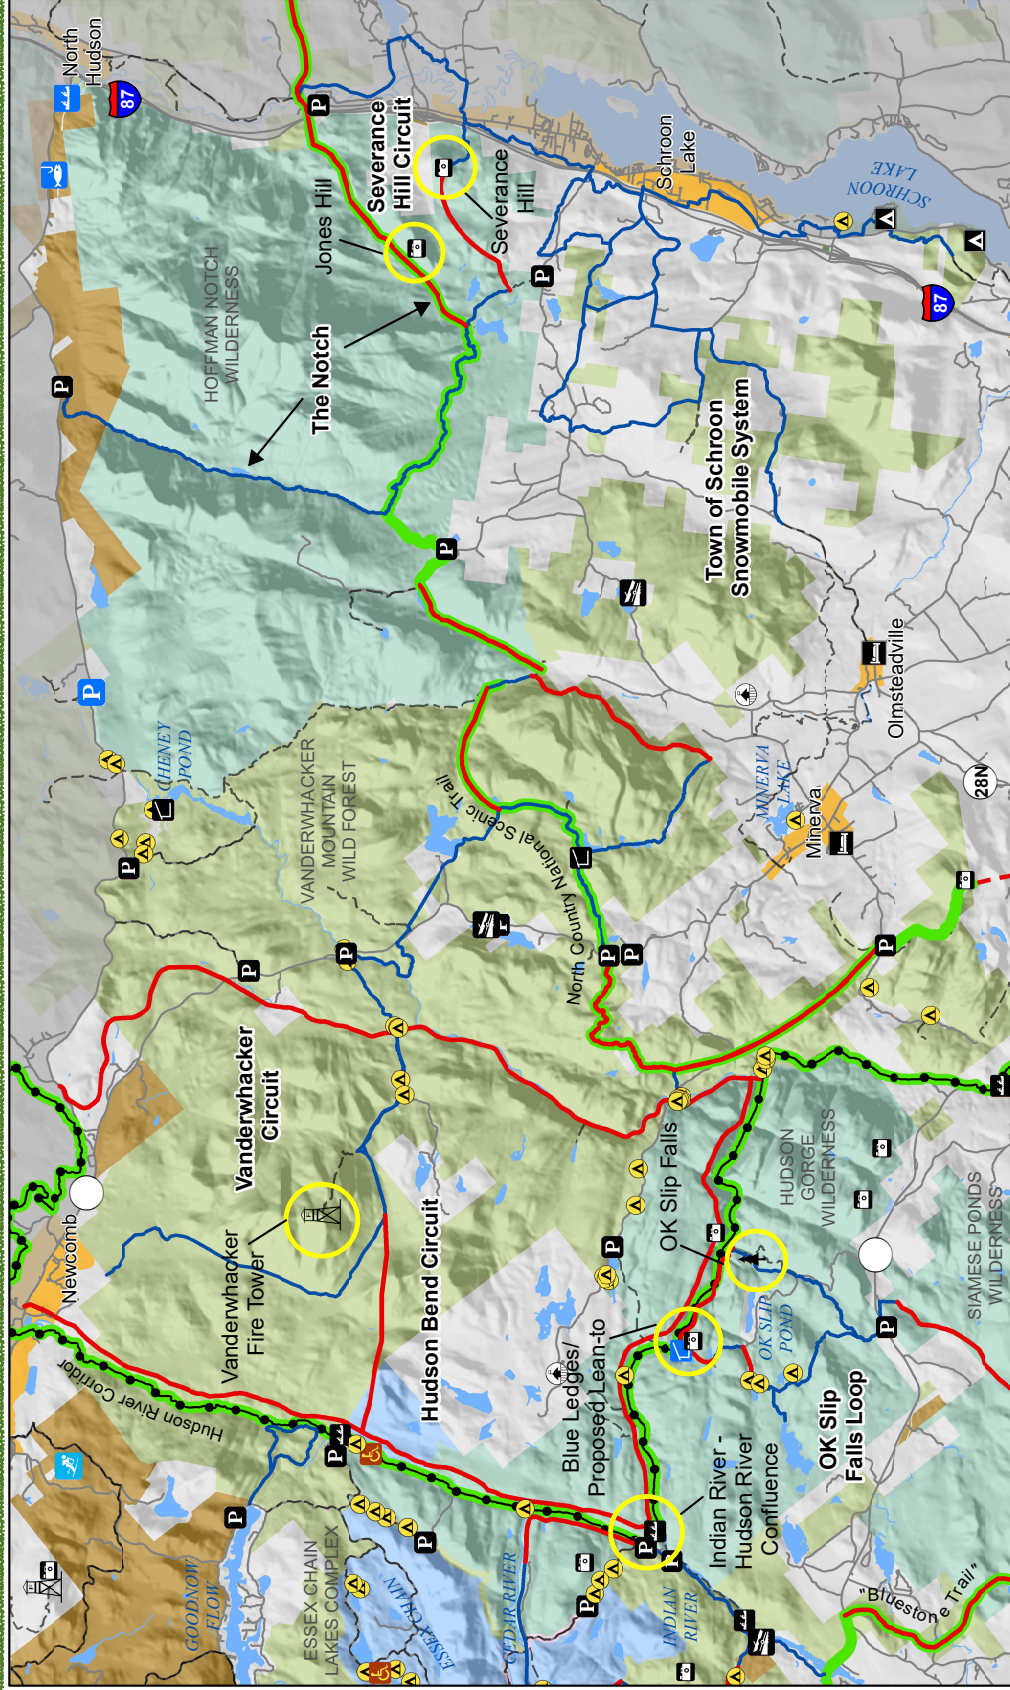 North
Hudson
87
P
Severance
Hill Circuit
Jones Hill
Severance
Hill
HOFFMAN NOTCH
WILDERNESS
The Notch
Schroon
Lake
SCHROON
LAKE
87
P
P
P
Town of Schroon
Snowmobile System
P
CHENEY
POND
VANDERWHACKER
MOUNTAIN
WILD FOREST
North Country National Scenic Trail
Olmsteadville
MINERVA
LAKE
Minerva
28N
P
P
P
P
P
P
Vanderwhacker
Circuit
Vanderwhacker
Fire Tower
Newcomb
Hudson River Corridor
Hudson Bend Circuit
OK Slip Falls
HUDSON
GORGE
WILDERNESS
SIAMESE PONDS
WILDERNESS
P
P
Blue Ledges/
Proposed Lean-to
OK SLIP
POND
OK Slip
Falls Loop
Indian River -
Hudson River
Confluence
P
P
P
P
P
GOODNOW
FLOW
ESSEX CHAIN
LAKES COMPLEX
ESSEX CHAIN
CEDAR RIVER
INDIAN
RIVER
"Bluestone Trail"